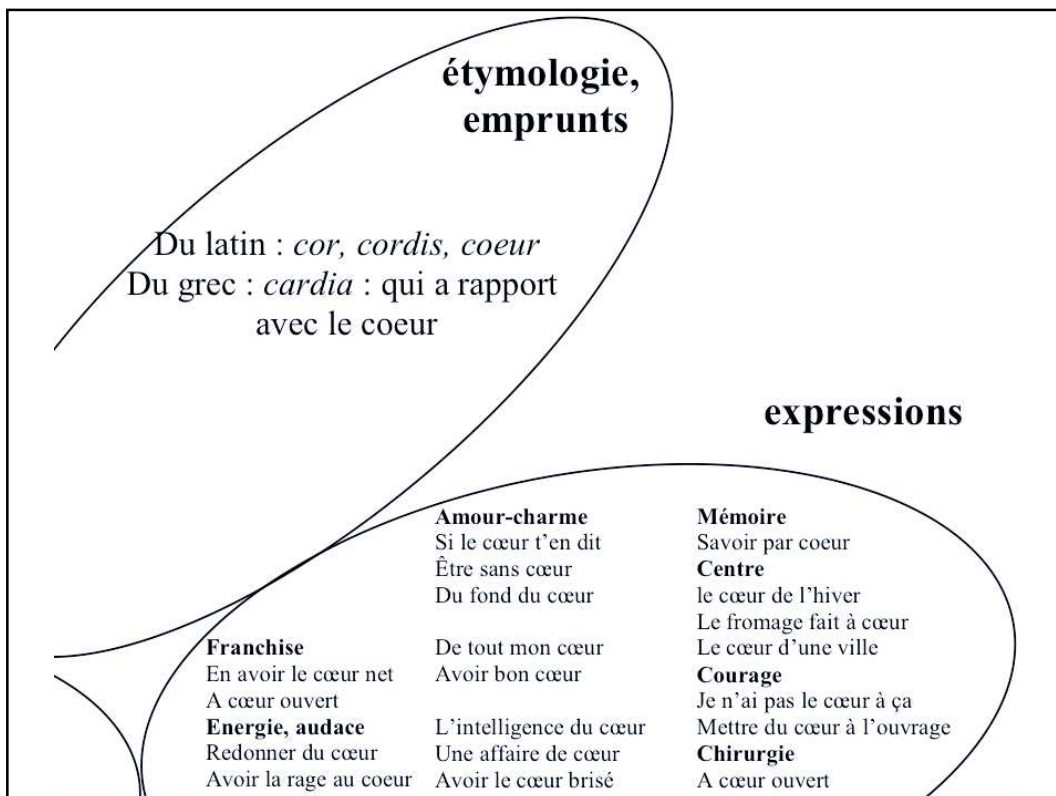 étymologie,
emprunts
Du latin : cor, cordis, coeur
Du grec : cardia : qui a rapport
avec le coeur
expressions
Franchise
En avoir le cœur net
A cœur ouvert
Energie, audace
Redonner du cœur
Avoir la rage au coeur
Amour-charme
Si le cœur t'en dit
Être sans cœur
Du fond du cœur
De tout mon cœur
Avoir bon cœur
L'intelligence du cœur
Une affaire de cœur
Avoir le cœur brisé
Mémoire
Savoir par coeur
Centre
le cœur de l'hiver
Le fromage fait à cœur
Le cœur d'une ville
Courage
Je n'ai pas le cœur à ça
Mettre du cœur à l'ouvrage
Chirurgie
A cœur ouvert